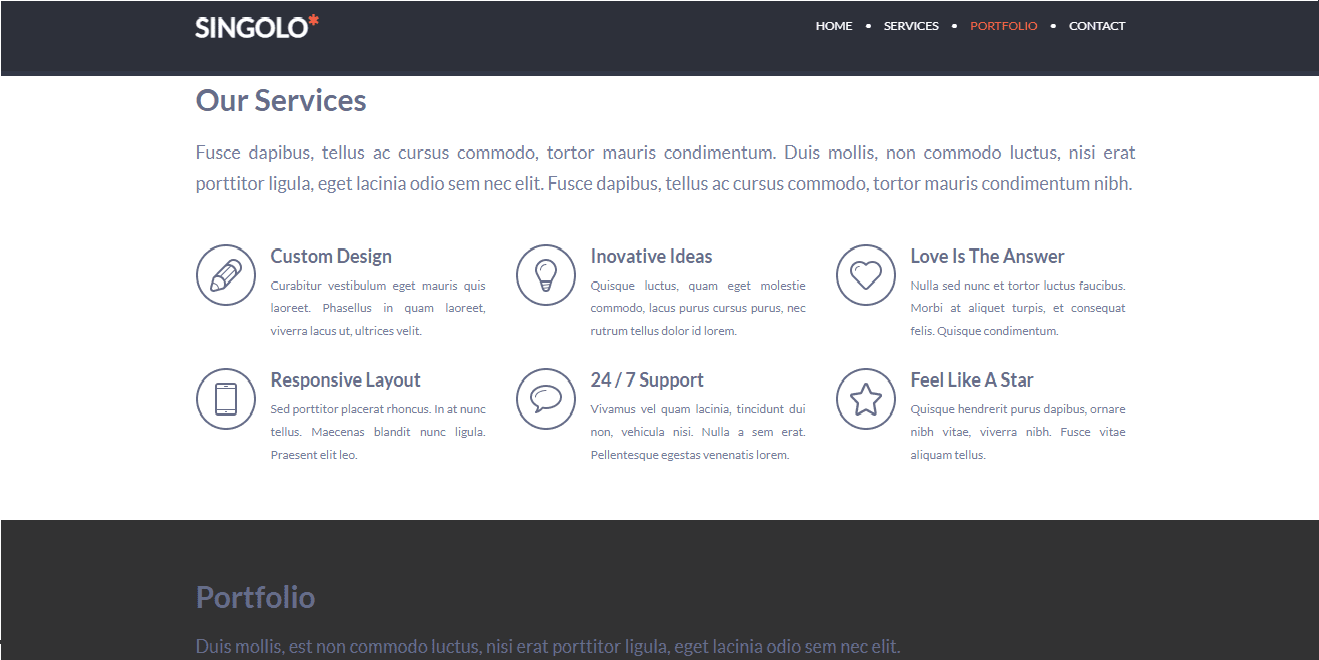 SINGOLO*
HOME • SERVICES • PORTFOLIO • CONTACT
Our Services
Fusce dapibus, tellus ac cursus commodo, tortor mauris condimentum. Duis mollis, non commodo luctus, nisi erat
porttitor ligula, eget lacinia odio sem nec elit. Fusce dapibus, tellus ac cursus commodo, tortor mauris condimentum nibh.
Custom Design
Curabitur vestibulum eget mauris quis
laoreet. Phasellus in quam laoreet,
viverra lacus ut, ultrices velit.
Inovative Ideas
Quisque luctus, quam eget molestie
commodo, lacus purus cursus purus, nec
rutrum tellus dolor id lorem.
Love Is The Answer
Nulla sed nunc et tortor luctus faucibus.
Morbi at aliquet turpis, et consequat
felis. Quisque condimentum.
Responsive Layout
Sed porttitor placerat rhoncus. In at nunc
tellus. Maecenas blandit nunc ligula.
Praesent elit leo.
24 / 7 Support
Vivamus vel quam lacinia, tincidunt dui
non, vehicula nisi. Nulla a sem erat.
Pellentesque egestas venenatis lorem.
Feel Like A Star
Quisque hendrerit purus dapibus, ornare
nibh vitae, viverra nibh. Fusce vitae
aliquam tellus.
Portfolio
Duis mollis, est non commodo luctus, nisi erat porttitor ligula, eget lacinia odio sem nec elit.